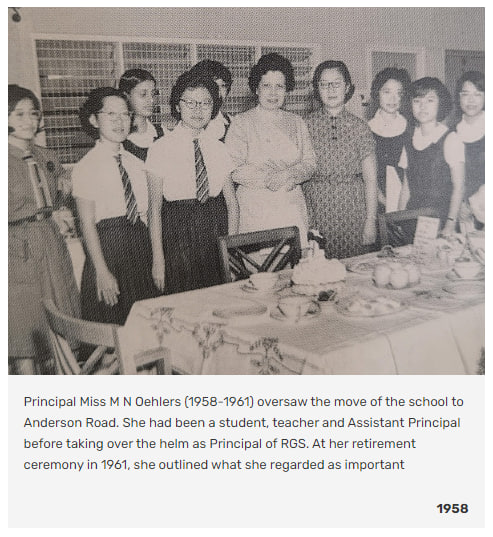 Principal Miss M N Oehlers (1958-1961) oversaw the move of the school to
Anderson Road. She had been a student, teacher and Assistant Principal
before taking over the helm as Principal of RGS. At her retirement
ceremony in 1961, she outlined what she regarded as important
1958